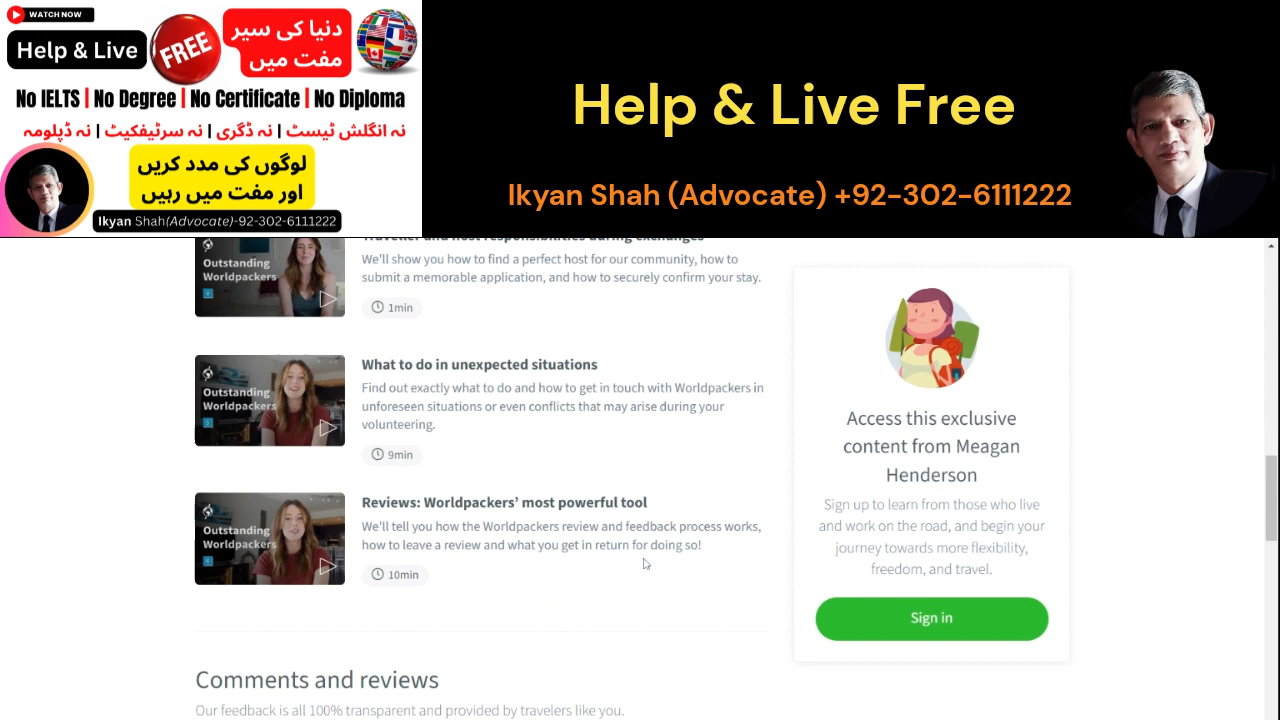 WATCH NOW
Help & Live
FREE
دنیا کی سیر
مفت میں
No IELTS | No Degree | No Certificate | No Diploma
نہ انگلش ٹیسٹ | نہ ڈگری | نہ سرٹیفکیٹ | نہ ڈپلومہ
لوگوں کی مدد کریں
اور مفت میں رہیں
Ikyan Shah(Advocate)-92-302-6111222
Help & Live Free
Ikyan Shah (Advocate) +92-302-6111222
Traveller and host responsibilities during exchanges
Outstanding
Worldpackers
4
We'll show you how to find a perfect host for our community, how to
submit a memorable application, and how to securely confirm your stay.
1min
What to do in unexpected situations
Outstanding
Worldpackers
Find out exactly what to do and how to get in touch with Worldpackers in
unforeseen situations or even conflicts that may arise during your
volunteering.
9min
Reviews: Worldpackers’ most powerful tool
Outstanding
Worldpackers
We'll tell you how the Worldpackers review and feedback process works,
how to leave a review and what you get in return for doing so!
10min
Access this exclusive
content from Meagan
Henderson
Sign up to learn from those who live
and work on the road, and begin your
journey towards more flexibility,
freedom, and travel.
Sign in
Comments and reviews
Our feedback is all 100% transparent and provided by travelers like you.